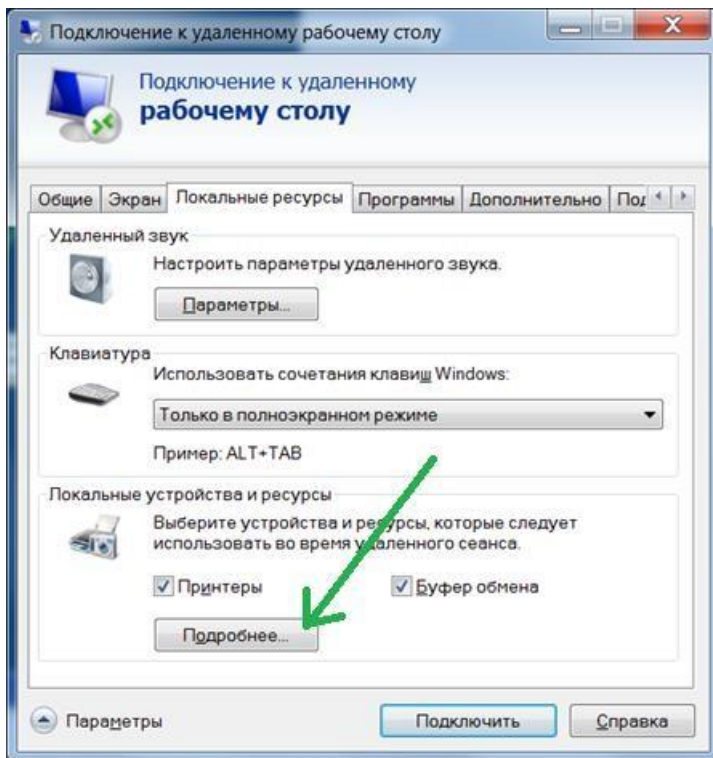 Подключение к удаленному рабочему столу
Подключение к удаленному
рабочему столу
Общие Экран Локальные ресурсы Программы Дополнительно
Удаленный звук
Настроить параметры удаленного звука.
Параметры...
Клавиатура
Использовать сочетания клавиш Windows:
Только в полноэкранном режиме
Пример: ALT+TAB
Локальные устройства и ресурсы
Выберите устройства и ресурсы, которые следует
использовать во время удаленного сеанса.
Принтеры Буфер обмена
Подробнее...
Параметры Подключить Справка